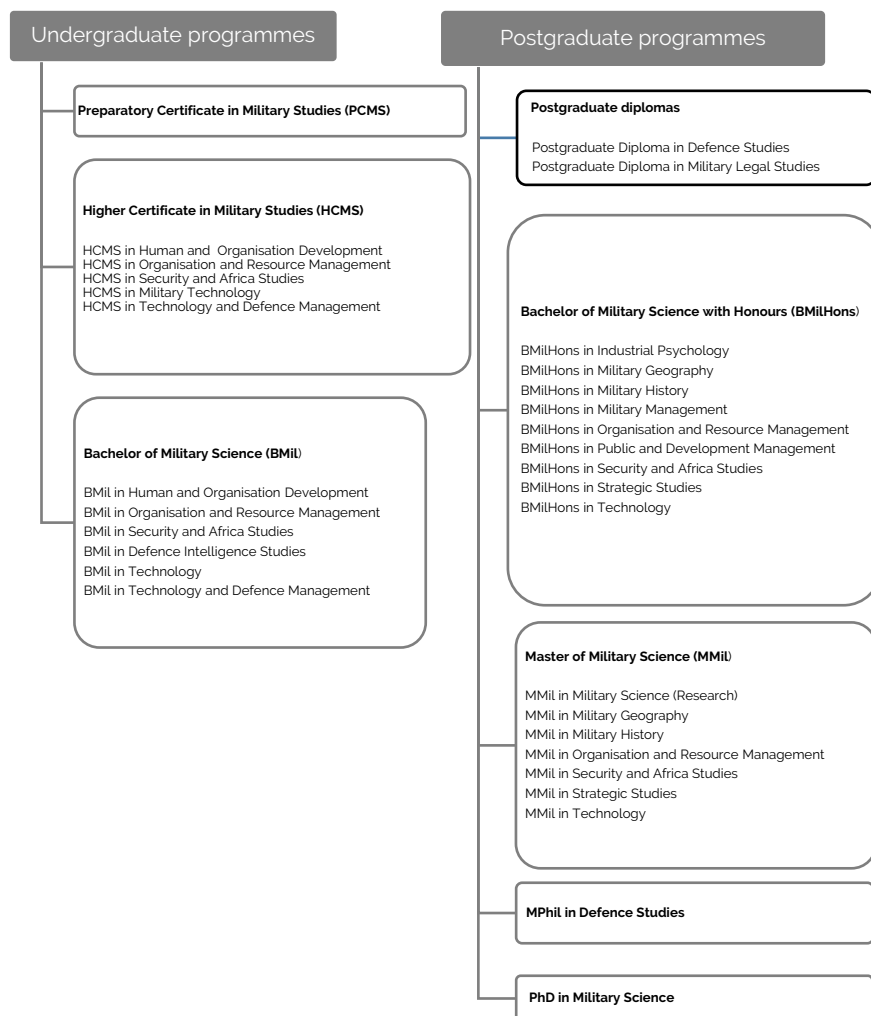 Undergraduate programmes
Preparatory Certificate in Military Studies (PCMS)
Higher Certificate in Military Studies (HCMS)
HCMS in Human and Organisation Development
HCMS in Organisation and Resource Management
HCMS in Security and Africa Studies
HCMS in Military Technology
HCMS in Technology and Defence Management
Bachelor of Military Science (BMil)
BMil in Human and Organisation Development
BMil in Organisation and Resource Management
BMil in Security and Africa Studies
BMil in Defence Intelligence Studies
BMil in Technology
BMil in Technology and Defence Management
Postgraduate programmes
Postgraduate diplomas
Postgraduate Diploma in Defence Studies
Postgraduate Diploma in Military Legal Studies
Bachelor of Military Science with Honours (BMilHons)
BMilHons in Industrial Psychology
BMilHons in Military Geography
BMilHons in Military History
BMilHons in Military Management
BMilHons in Organisation and Resource Management
BMilHons in Public and Development Management
BMilHons in Security and Africa Studies
BMilHons in Strategic Studies
BMilHons in Technology
Master of Military Science (MMil)
MMil in Military Science (Research)
MMil in Military Geography
MMil in Military History
MMil in Organisation and Resource Management
MMil in Security and Africa Studies
MMil in Strategic Studies
MMil in Technology
MPhil in Defence Studies
PhD in Military Science